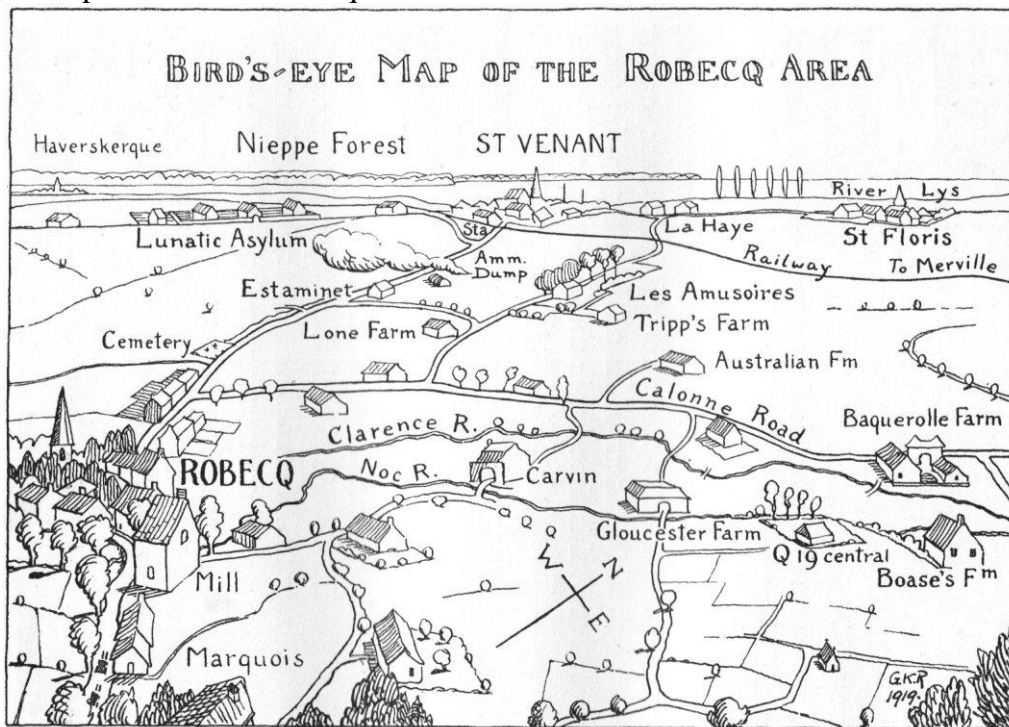 BIRD'S-EYE MAP OF THE ROBECQ AREA
Haverskerque
Nieppe Forest
ST VENANT
River Lys
Lunatic Asylum
Sta
La Haye
St Floris
Amm.
Dump
Railway
To Merville
Estaminet
Les Amusoires
Lone Farm
Tripp's Farm
Cemetery
Australian Fm
Calonne Road
Baquerolle Farm
Clarence R.
ROBECQ
Noc R.
Carvin
Gloucester Farm
Q 19 central
Boase's Fm
Mill
W
N
E
Marquois
G.K.R
1919.